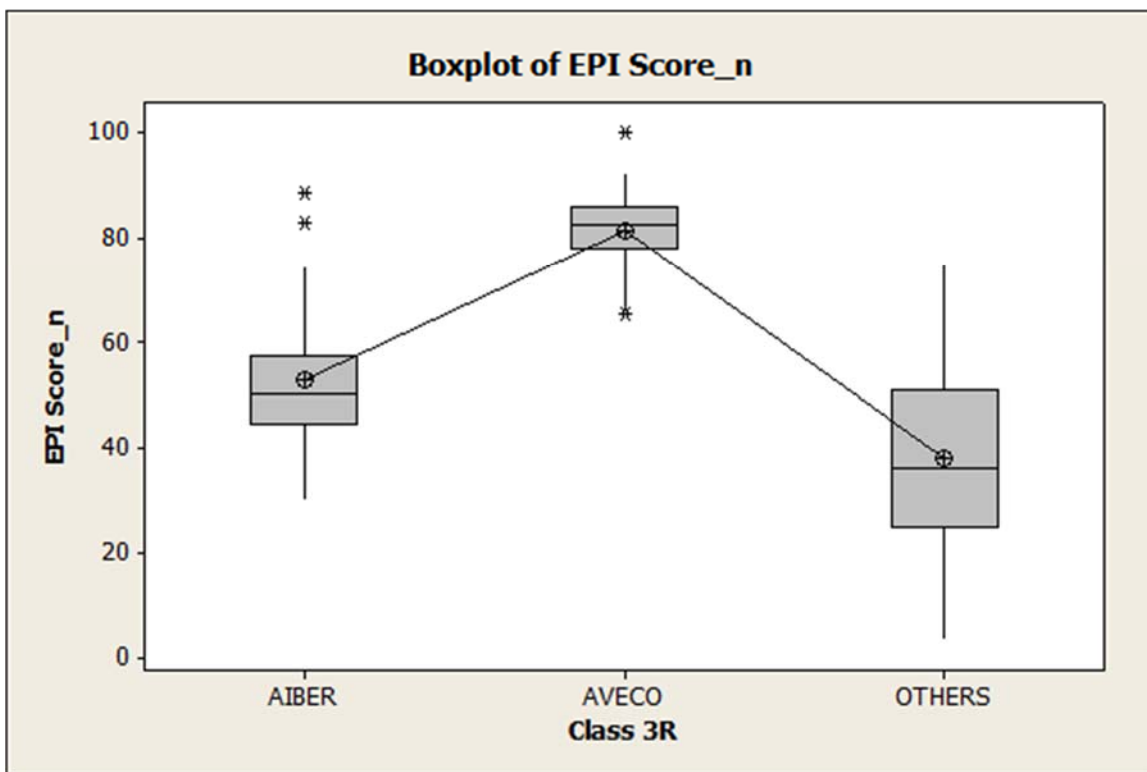 Boxplot of EPI Score_n
100
80
60
40
20
0
EPI Score_n
AIBER AVECO OTHERS
Class 3R